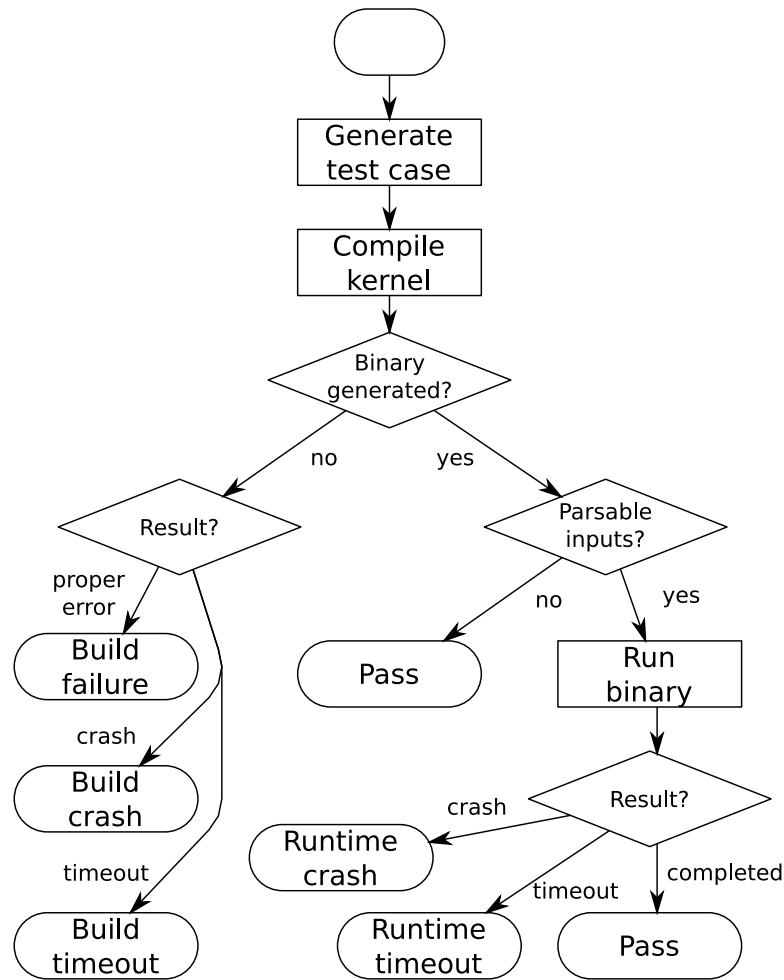 Generate
test case
Compile
kernel
Binary
generated?
no
yes
Result?
Parsable
inputs?
proper
error
no
yes
Build
failure
Pass
Run
binary
crash
Build
crash
Result?
crash
Runtime
crash
timeout
timeout
completed
Build
timeout
Runtime
timeout
Pass